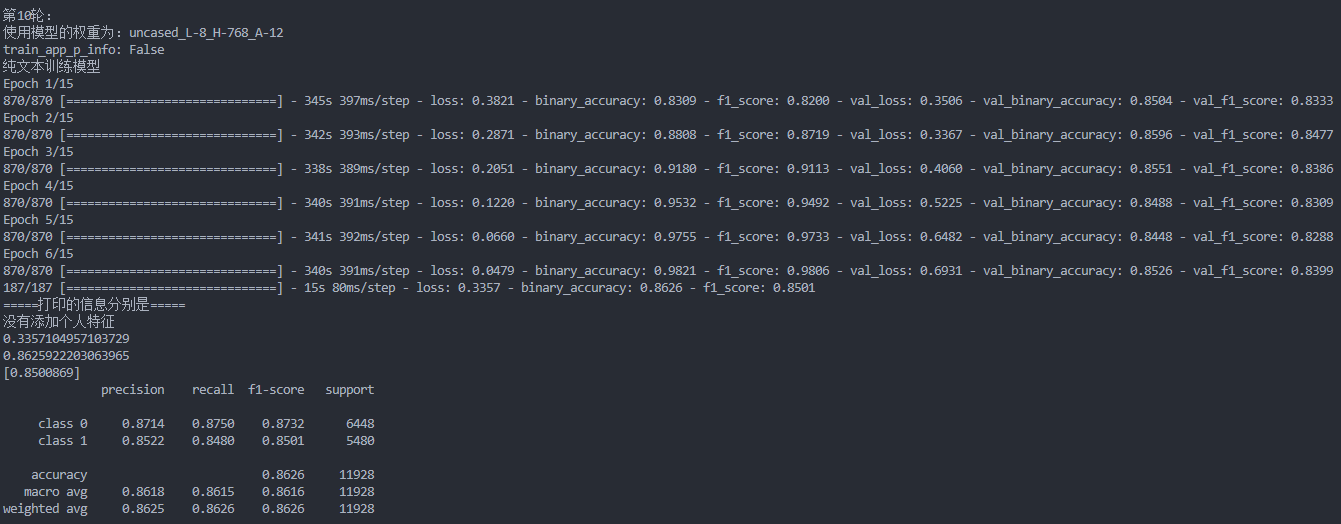 第10轮:
使用模型的权重为: uncased_L-8_H-768_A-12
train_app_p_info: False
纯文本训练模型
Epoch 1/15
870/870 [==============================] - 345s 397ms/step - loss: 0.3821 - binary_accuracy: 0.8309 - f1_score: 0.8200 - val_loss: 0.3506 - val_binary_accuracy: 0.8504 - val_f1_score: 0.8333
Epoch 2/15
870/870 [==============================] - 342s 393ms/step - loss: 0.2871 - binary_accuracy: 0.8808 - f1_score: 0.8719 - val_loss: 0.3367 - val_binary_accuracy: 0.8596 - val_f1_score: 0.8477
Epoch 3/15
870/870 [==============================] - 338s 389ms/step - loss: 0.2051 - binary_accuracy: 0.9180 - f1_score: 0.9113 - val_loss: 0.4060 - val_binary_accuracy: 0.8551 - val_f1_score: 0.8386
Epoch 4/15
870/870 [==============================] - 340s 391ms/step - loss: 0.1220 - binary_accuracy: 0.9532 - f1_score: 0.9492 - val_loss: 0.5225 - val_binary_accuracy: 0.8488 - val_f1_score: 0.8309
Epoch 5/15
870/870 [==============================] - 341s 392ms/step - loss: 0.0660 - binary_accuracy: 0.9755 - f1_score: 0.9733 - val_loss: 0.6482 - val_binary_accuracy: 0.8448 - val_f1_score: 0.8288
Epoch 6/15
870/870 [==============================] - 340s 391ms/step - loss: 0.0479 - binary_accuracy: 0.9821 - f1_score: 0.9806 - val_loss: 0.6931 - val_binary_accuracy: 0.8526 - val_f1_score: 0.8399
187/187 [==============================] - 15s 80ms/step - loss: 0.3357 - binary_accuracy: 0.8626 - f1_score: 0.8501
=====打印的信息分别是=====
没有添加个人特征
0.3357104957103729
0.8625922203063965
[0.8500869]
precision recall f1-score support
class 0 0.8714 0.8750 0.8732 6448
class 1 0.8522 0.8480 0.8501 5480
accuracy 0.8626 11928
macro avg 0.8618 0.8615 0.8616 11928
weighted avg 0.8625 0.8626 0.8626 11928